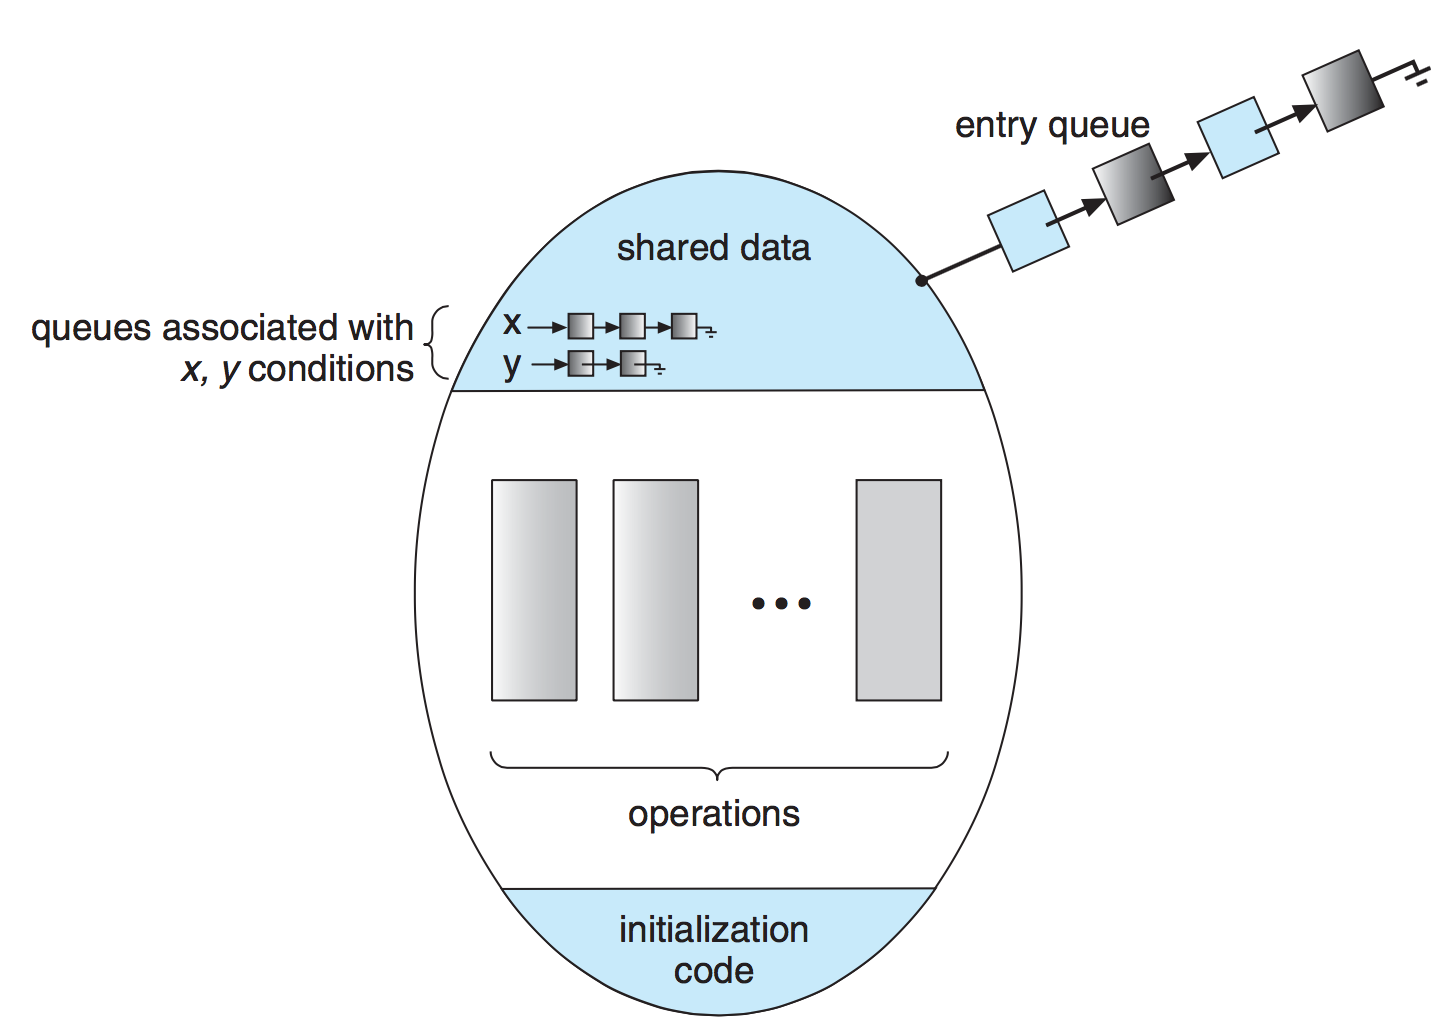 entry queue
shared data
queues associated with
x, y conditions
x
y
...
operations
initialization
code